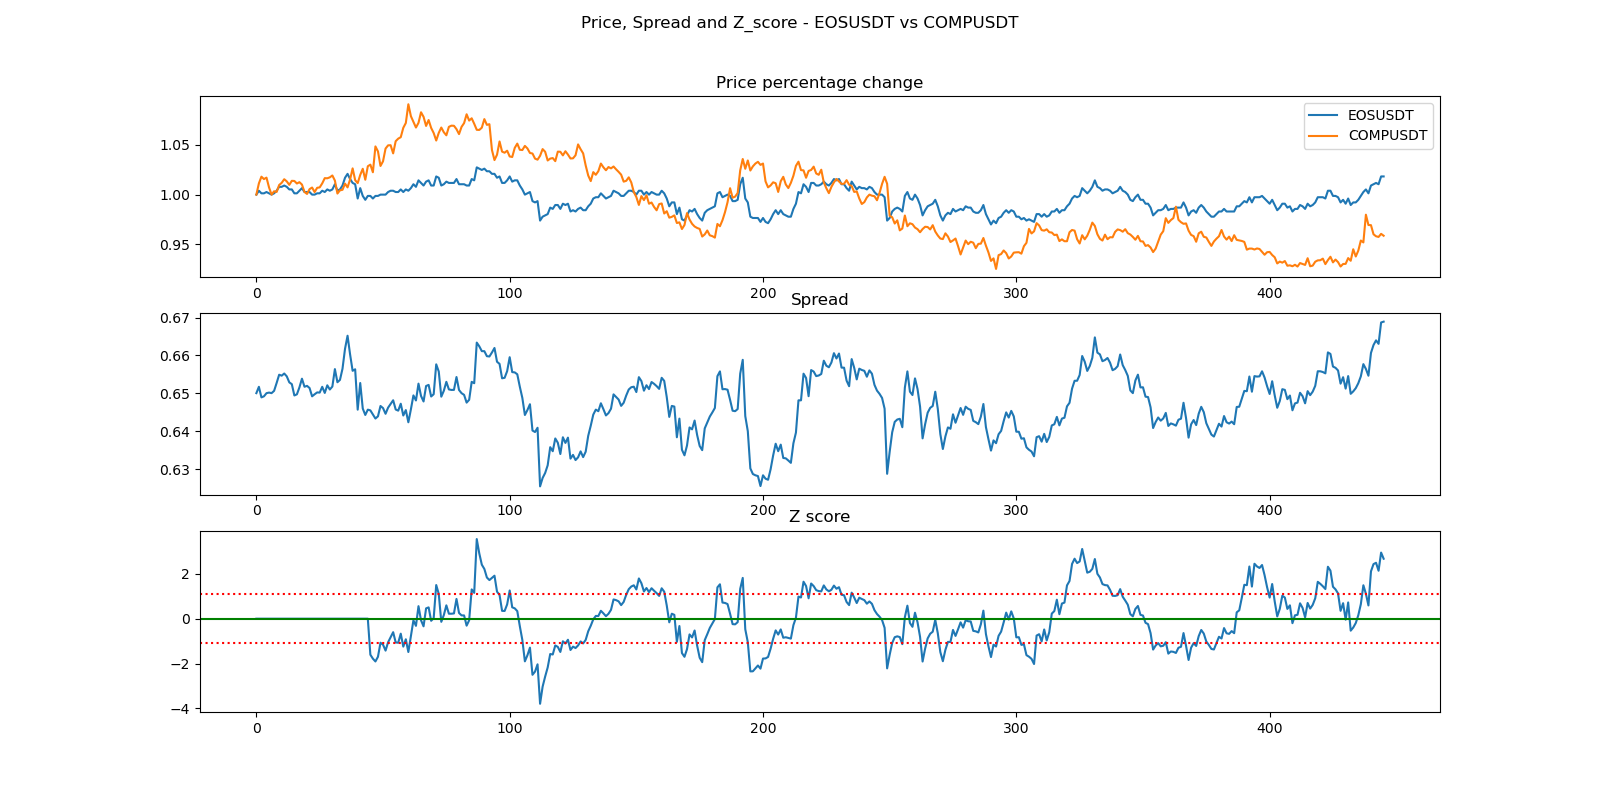 Price, Spread and Z_score - EOSUSDT vs COMPUSDT
Price percentage change
EOSUSDT
COMPUSDT
1.05
1.00
0.95
0 100 200 300 400
Spread
0.67
0.66
0.65
0.64
0.63
0 100 200 300 400
Z score
2
0
−2
−4
0 100 200 300 400